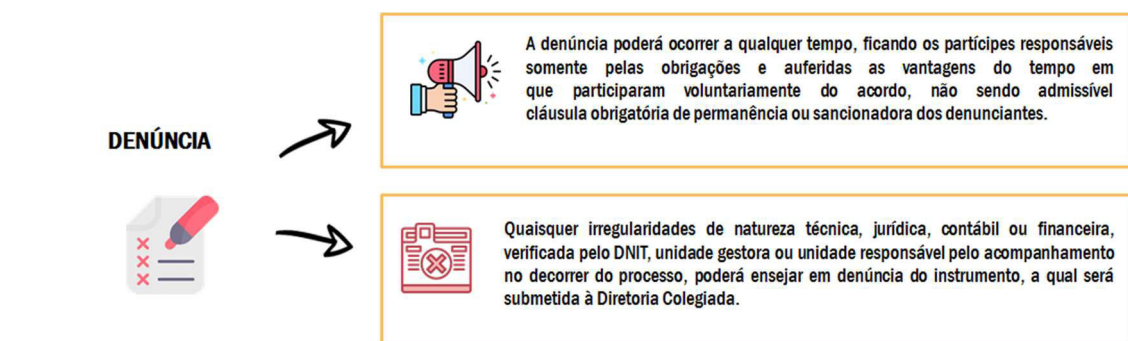 DENÚNCIA
A denúncia poderá ocorrer a qualquer tempo, ficando os partícipes responsáveis
somente pelas obrigações e auferidas as vantagens do tempo em
que participaram voluntariamente do acordo, não sendo admissível
cláusula obrigatória de permanência ou sancionadora dos denunciantes.
Quaisquer irregularidades de natureza técnica, jurídica, contábil ou financeira,
verificada pelo DNIT, unidade gestora ou unidade responsável pelo acompanhamento
no decorrer do processo, poderá ensejar em denúncia do instrumento, a qual será
submetida à Diretoria Colegiada.